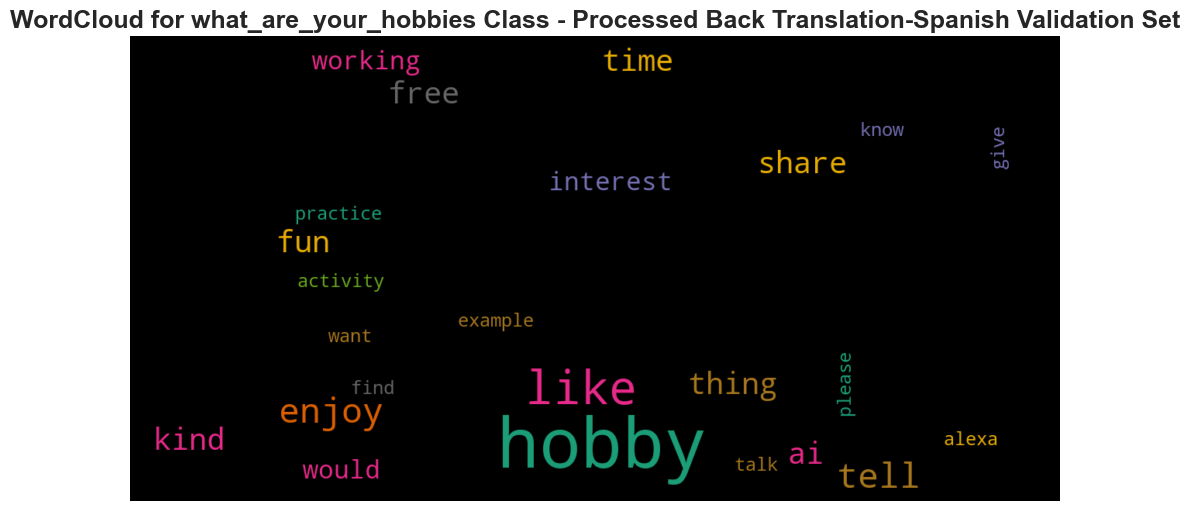 WordCloud for what_are_your_hobbies Class - Processed Back Translation-Spanish Validation Set
working
time
free
know
give
share
interest
practice
fun
activity
example
want
please
like
thing
find
enjoy
hobby
kind
alexa
ai
talk
would
tell